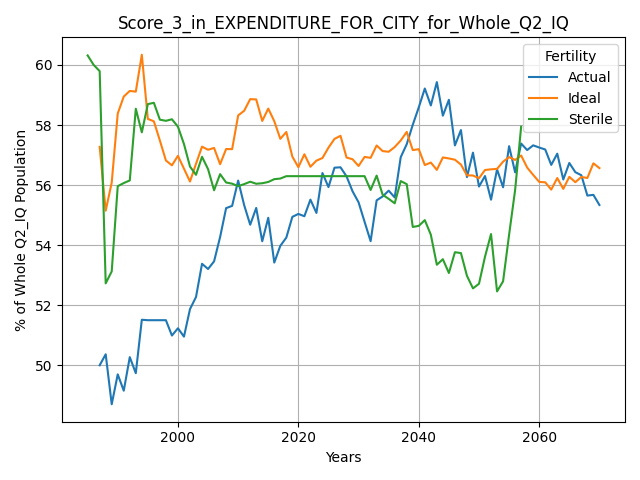 Score_3_in_EXPENDITURE_FOR_CITY_for_Whole_Q2_IQ
% of Whole Q2_IQ Population
60
58
56
54
52
50
Fertility
Actual
Ideal
Sterile
2000
2020
2040
2060
Years